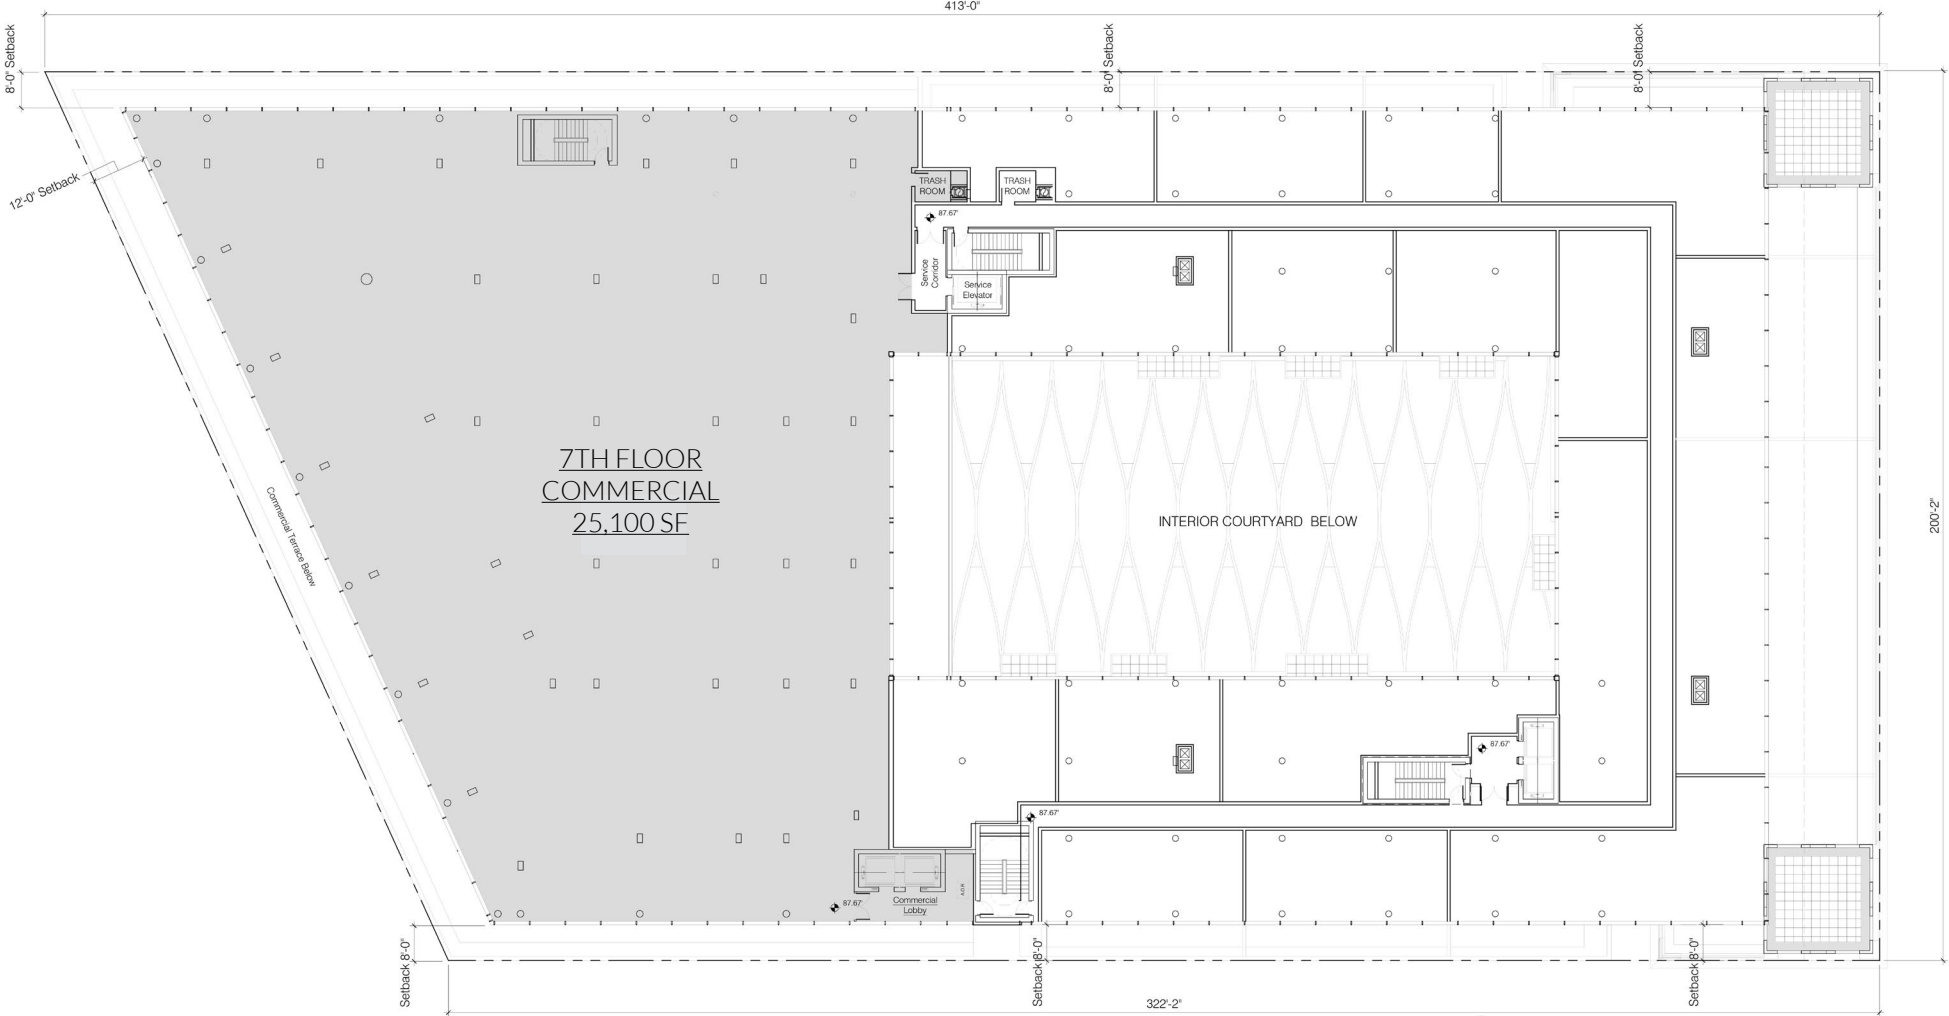 413'-0"
8'-0" Setback
8'-0" Setback
8'-0" Setback
12'-0" Setback
TRASH
ROOM
TRASH
ROOM
87.67'
Service
Corridor
Service
Elevator
7TH FLOOR
COMMERCIAL
25,100 SF
Commercial Terrace Below
INTERIOR COURTYARD BELOW
200'-2"
87.67'
87.67'
87.67'
Commercial
Lobby
A.O.R
Setback 8'-0"
Setback 8'-0"
Setback 8'-0"
322'-2"